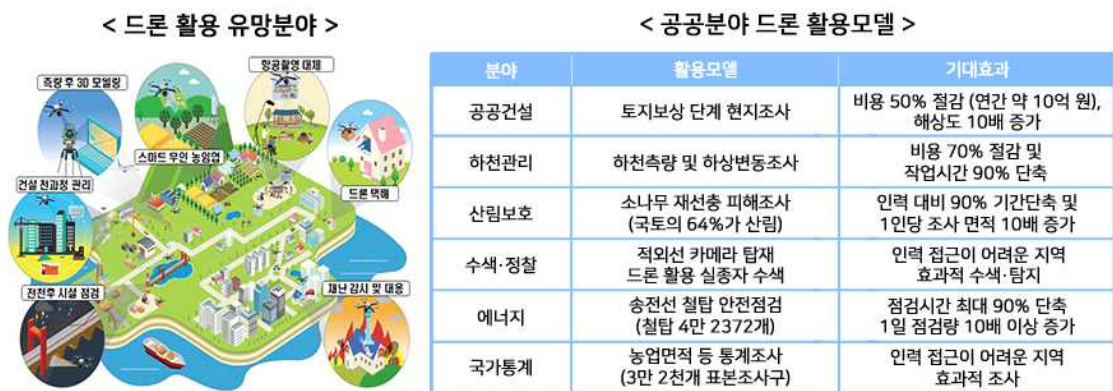 < 드론 활용 유망분야 >
측량 후 3D 모델링
항공촬영 대체
스마트 무인 농임업
드론 택배
건설 전과정 관리
전천후 시설 점검
재난 감시 및 대응
< 공공분야 드론 활용모델 >
분야 활용모델 기대효과
공공건설 토지보상 단계 현지조사 비용 50% 절감 (연간 약 10억 원),
해상도 10배 증가
하천관리 하천측량 및 하상변동조사 비용 70% 절감 및
작업시간 90% 단축
산림보호 소나무 재선충 피해조사 인력 대비 90% 기간단축 및
(국토의 64%가 산림) 1인당 조사 면적 10배 증가
수색·정찰 적외선 카메라 탑재 인력 접근이 어려운 지역
드론 활용 실종자 수색 효과적 수색·탐지
에너지 송전선 철탑 안전점검 점검시간 최대 90% 단축
(철탑 4만 2372개) 1일 점검량 10배 이상 증가
국가통계 농업면적 등 통계조사 인력 접근이 어려운 지역
(3만 2천개 표본조사구) 효과적 조사